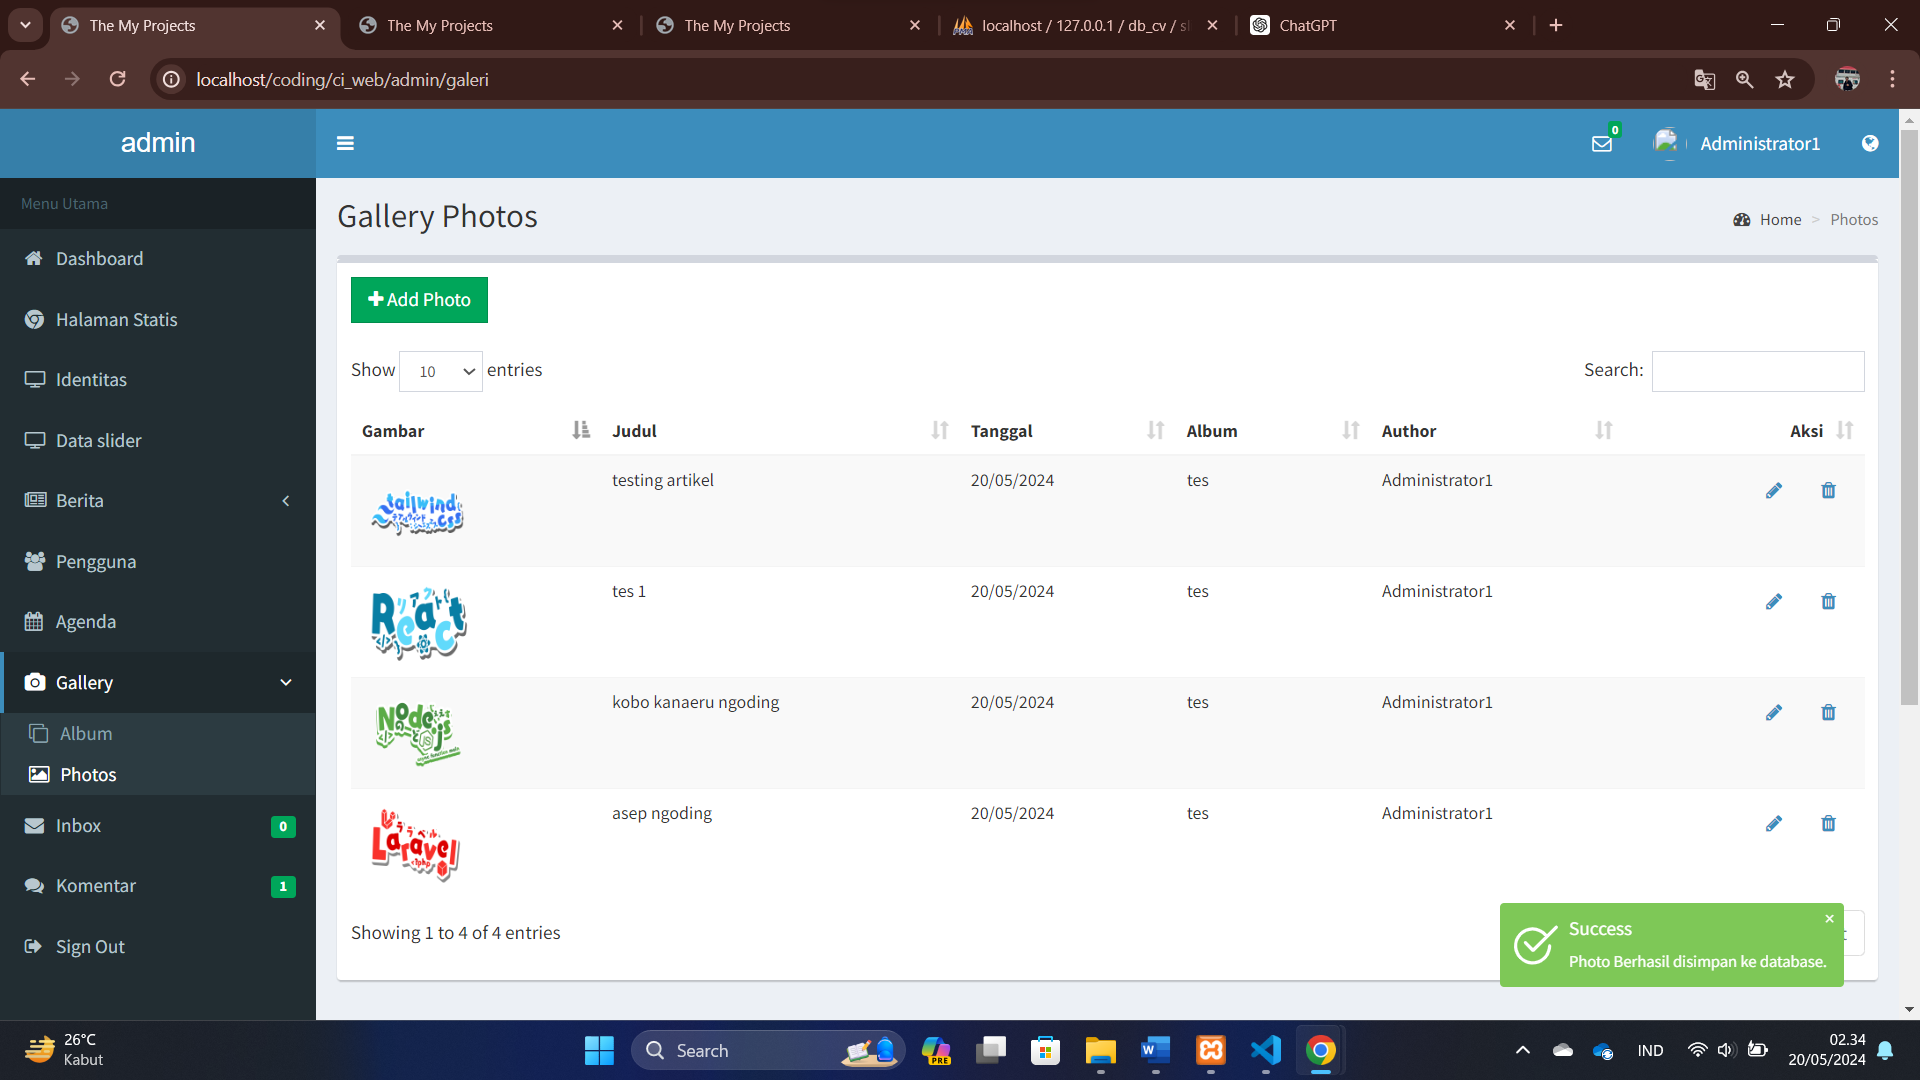 The My Projects
The My Projects
The My Projects
localhost / 127.0.0.1 / db_cv / sl
ChatGPT
localhost/coding/ci_web/admin/galeri
admin
0
Administrator1
Menu Utama
Dashboard
Halaman Statis
Identitas
Data slider
Berita
Pengguna
Agenda
Gallery
Album
Photos
Inbox 0
Komentar 1
Sign Out
Gallery Photos
Home > Photos
Add Photo
Show 10 entries
Search:
Gambar Judul Tanggal Album Author Aksi
tailwind css testing artikel 20/05/2024 tes Administrator1
React リアクト tes 1 20/05/2024 tes Administrator1
Node js kobo kanaeru ngoding 20/05/2024 tes Administrator1
Laravel asep ngoding 20/05/2024 tes Administrator1
Showing 1 to 4 of 4 entries
Success
Photo Berhasil disimpan ke database.
26°C
Kabut
Search
PRE
IND
02.34
20/05/2024